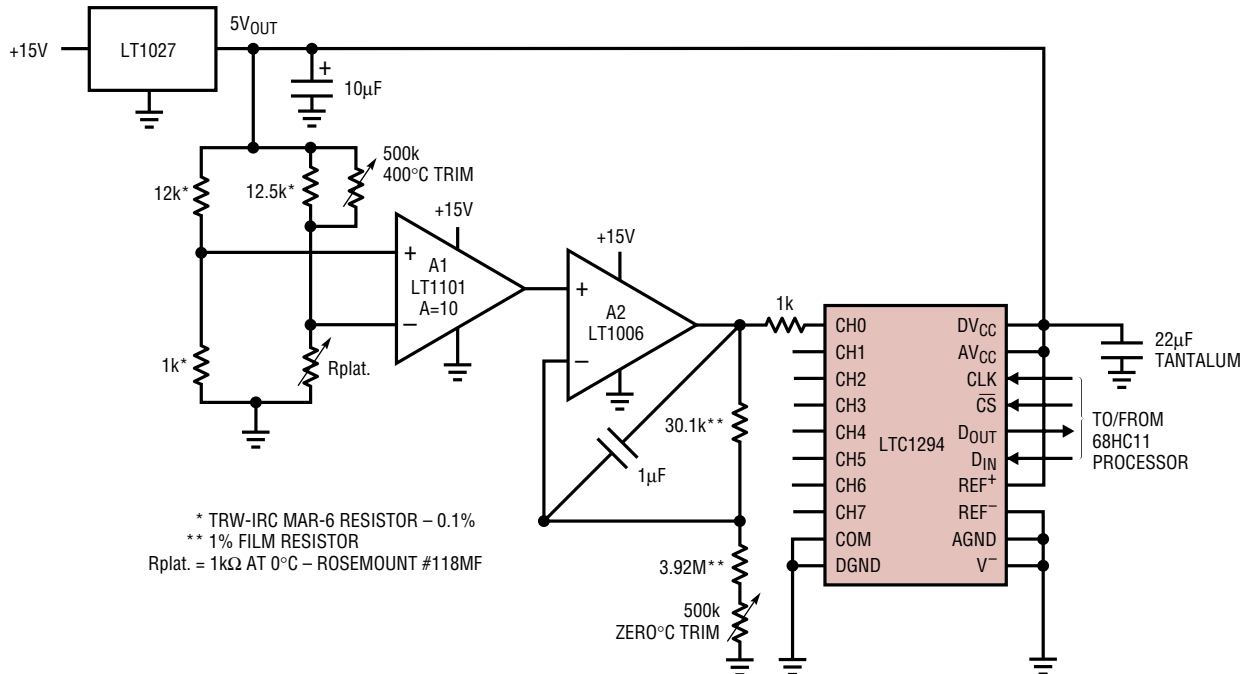 +15V
LT1027
5VOUT
+
10µF
12k*
12.5k*
500k
400°C TRIM
1k*
Rplat.
+15V
+
A1
LT1101
A=10
−
+15V
+
A2
LT1006
−
1k
30.1k**
1µF
3.92M**
500k
ZERO°C TRIM
CH0
CH1
CH2
CH3
CH4
CH5
CH6
CH7
COM
DGND
LTC1294
DVCC
AVCC
CLK
C̅S̅
DOUT
DIN
REF+
REF−
AGND
V−
22µF
TANTALUM
TO/FROM
68HC11
PROCESSOR
* TRW-IRC MAR-6 RESISTOR – 0.1%
** 1% FILM RESISTOR
Rplat. = 1kΩ AT 0°C – ROSEMOUNT #118MF